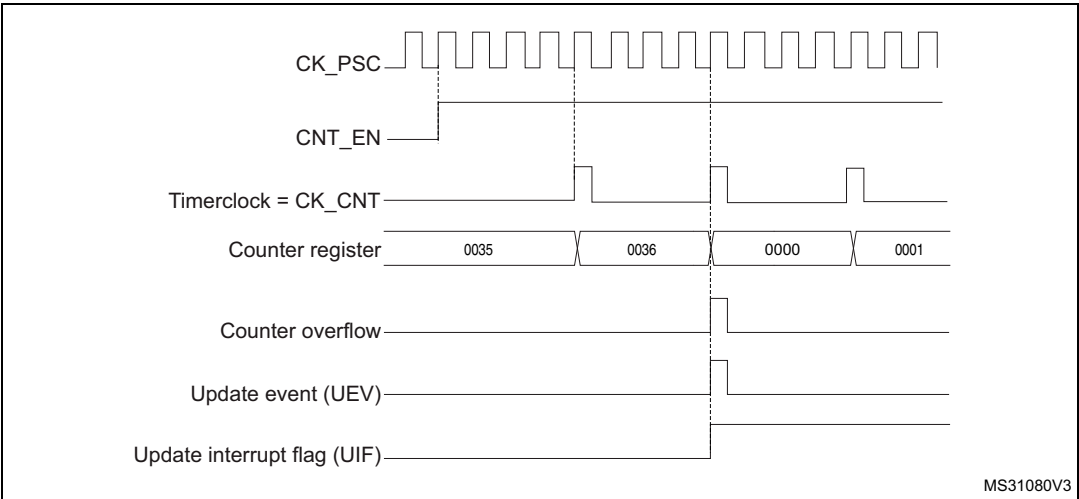 CK_PSC
CNT_EN
Timerclock = CK_CNT
Counter register 0035 0036 0000 0001
Counter overflow
Update event (UEV)
Update interrupt flag (UIF)
MS31080V3